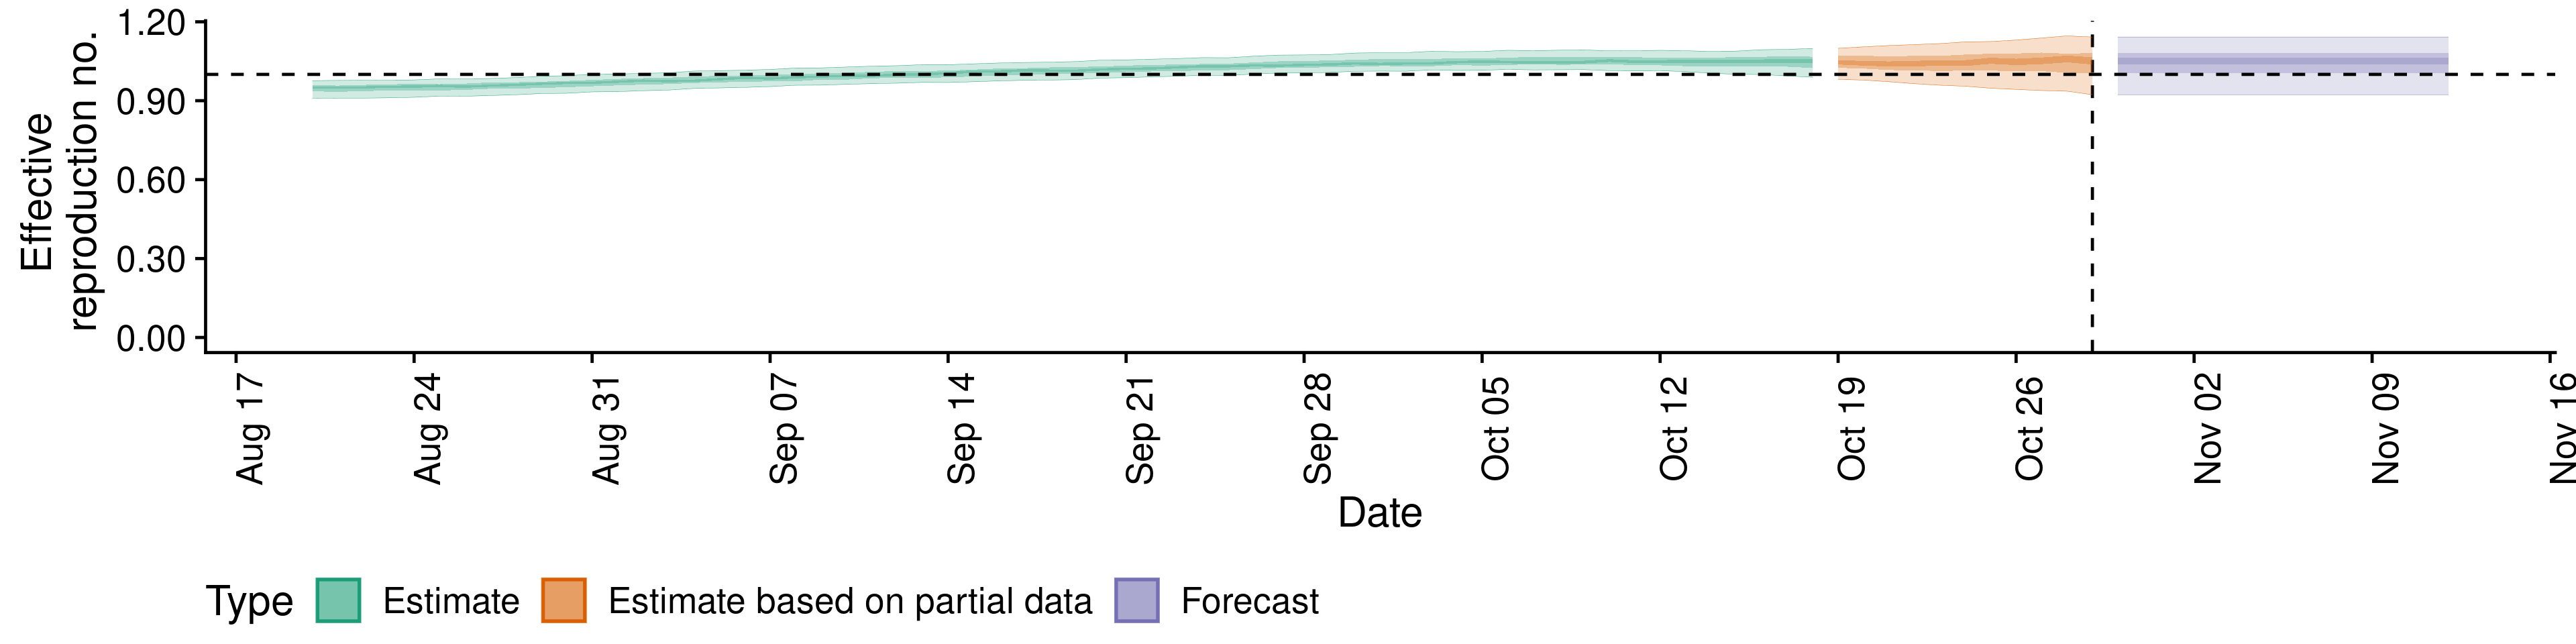 Effective
reproduction no.
1.20
0.90
0.60
0.30
0.00
Aug 17
Aug 24
Aug 31
Sep 07
Sep 14
Sep 21
Sep 28
Oct 05
Oct 12
Oct 19
Oct 26
Nov 02
Nov 09
Nov 16
Date
Type Estimate Estimate based on partial data Forecast